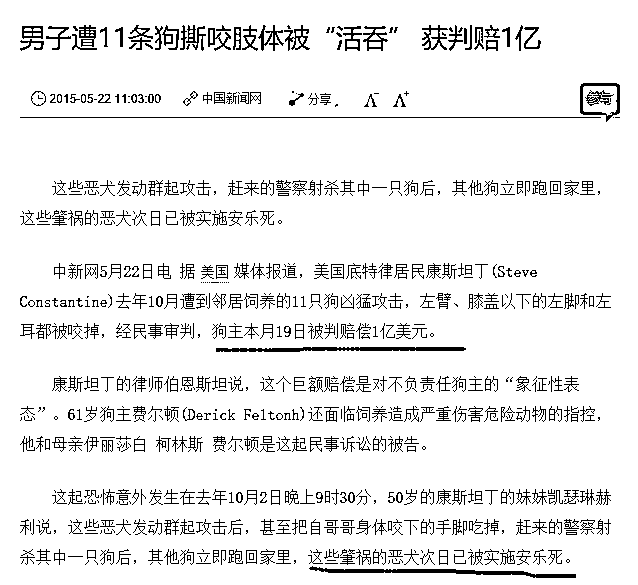 男子遭11条狗撕咬肢体被“活吞” 获判赔1亿
2015-05-22 11:03:00 中国新闻网 分享 A- A+
参与
这些恶犬发动群起攻击，赶来的警察射杀其中一只狗后，其他狗立即跑回家里，
这些肇祸的恶犬次日已被实施安乐死。
中新网5月22日电 据 美国 媒体报道，美国底特律居民康斯坦丁(Steve
Constantine)去年10月遭到邻居饲养的11只狗凶猛攻击，左臂、膝盖以下的左脚和左
耳都被咬掉，经民事审判，狗主本月19日被判赔偿1亿美元。
康斯坦丁的律师伯恩斯坦说，这个巨额赔偿是对不负责任狗主的“象征性表
态”。61岁狗主费尔顿(Derick Feltonh)还面临饲养造成严重伤害危险动物的指控，
他和母亲伊丽莎白 柯林斯 费尔顿是这起民事诉讼的被告。
这起恐怖意外发生在去年10月2日晚上9时30分，50岁的康斯坦丁的妹妹凯瑟琳赫
利说，这些恶犬发动群起攻击后，甚至把自哥哥身体咬下的手脚吃掉，赶来的警察射
杀其中一只狗后，其他狗立即跑回家里，这些肇祸的恶犬次日已被实施安乐死。